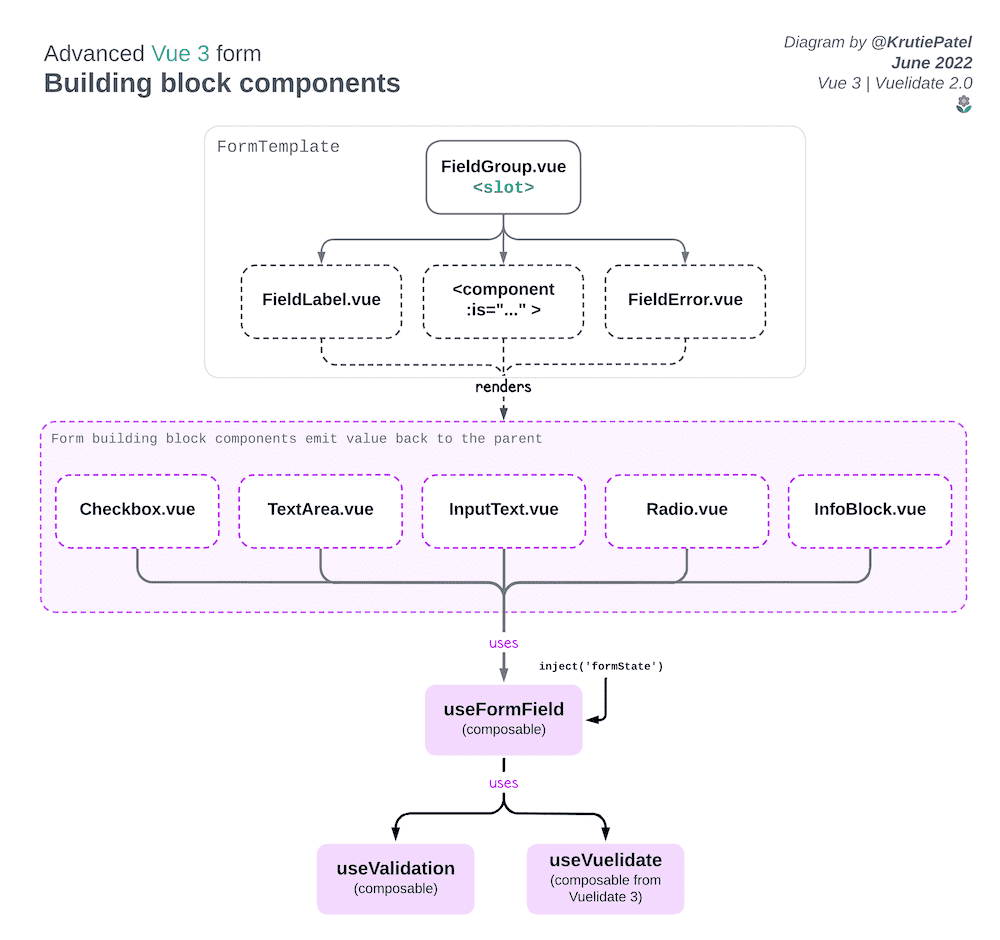 Advanced Vue 3 form
Building block components
Diagram by @KrutiePatel
June 2022
Vue 3 | Vuelidate 2.0
FormTemplate
FieldGroup.vue
<slot>
FieldLabel.vue
<component
:is="..." >
FieldError.vue
renders
Form building block components emit value back to the parent
Checkbox.vue
TextArea.vue
InputText.vue
Radio.vue
InfoBlock.vue
uses
inject('formState')
useFormField
(composable)
uses
useValidation
(composable)
useVuelidate
(composable from
Vuelidate 3)